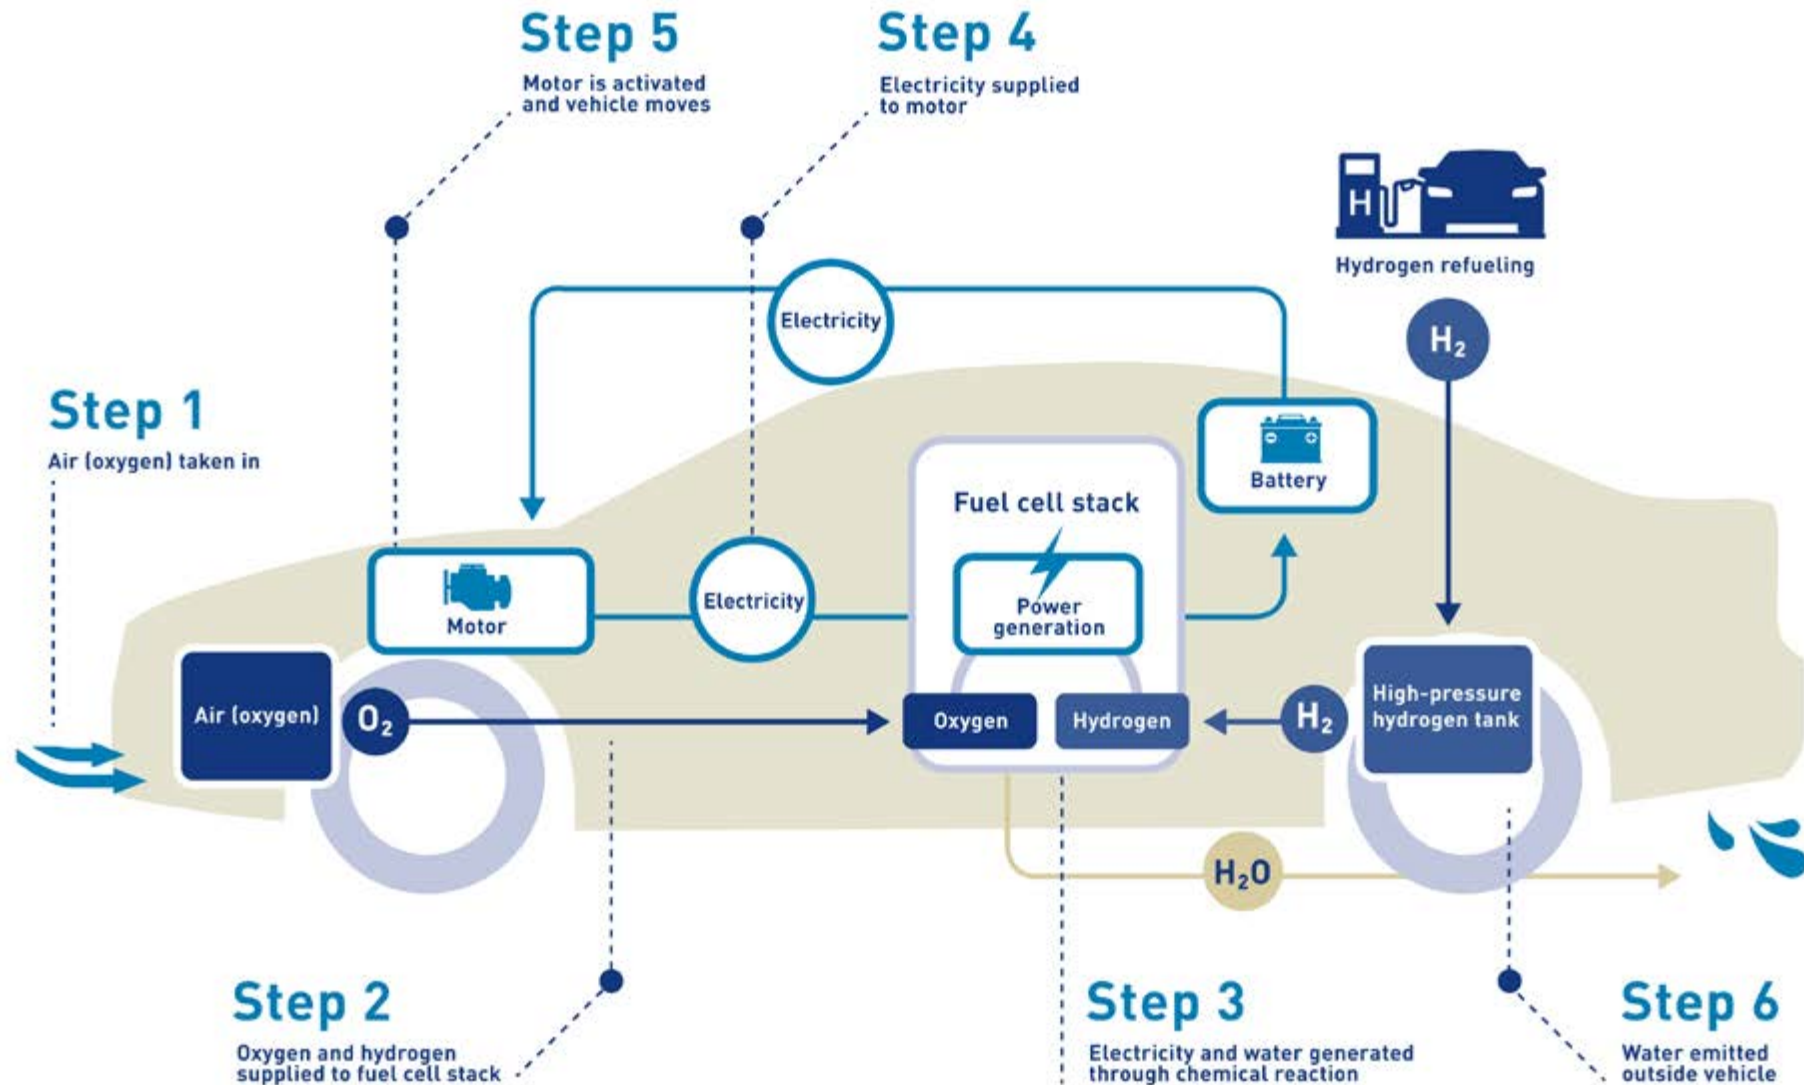 Step 5
Motor is activated
and vehicle moves
Step 4
Electricity supplied
to motor
H
Hydrogen refueling
H₂
Electricity
Step 1
Air (oxygen) taken in
Battery
Fuel cell stack
Power
generation
Electricity
Motor
Air (oxygen)
O₂
Oxygen
Hydrogen
H₂
High-pressure
hydrogen tank
H₂O
Step 2
Oxygen and hydrogen
supplied to fuel cell stack
Step 3
Electricity and water generated
through chemical reaction
Step 6
Water emitted
outside vehicle